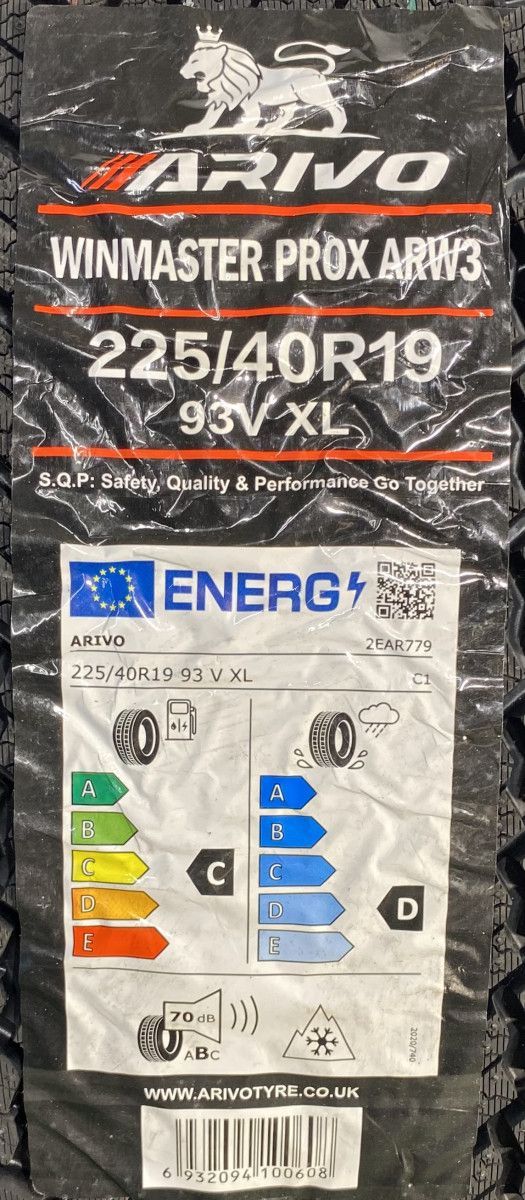 ARIVO
WINMASTER PROX ARW3
225/40R19
93V XL
S.Q.P: Safety, Quality & Performance Go Together
ENERG
ARIVO 2EAR779
225/40R19 93 V XL C1
A A
B B
C C C
D D D
E E
70 dB
ABC
2020/740
WWW.ARIVOTYRE.CO.UK
6 932094 100608